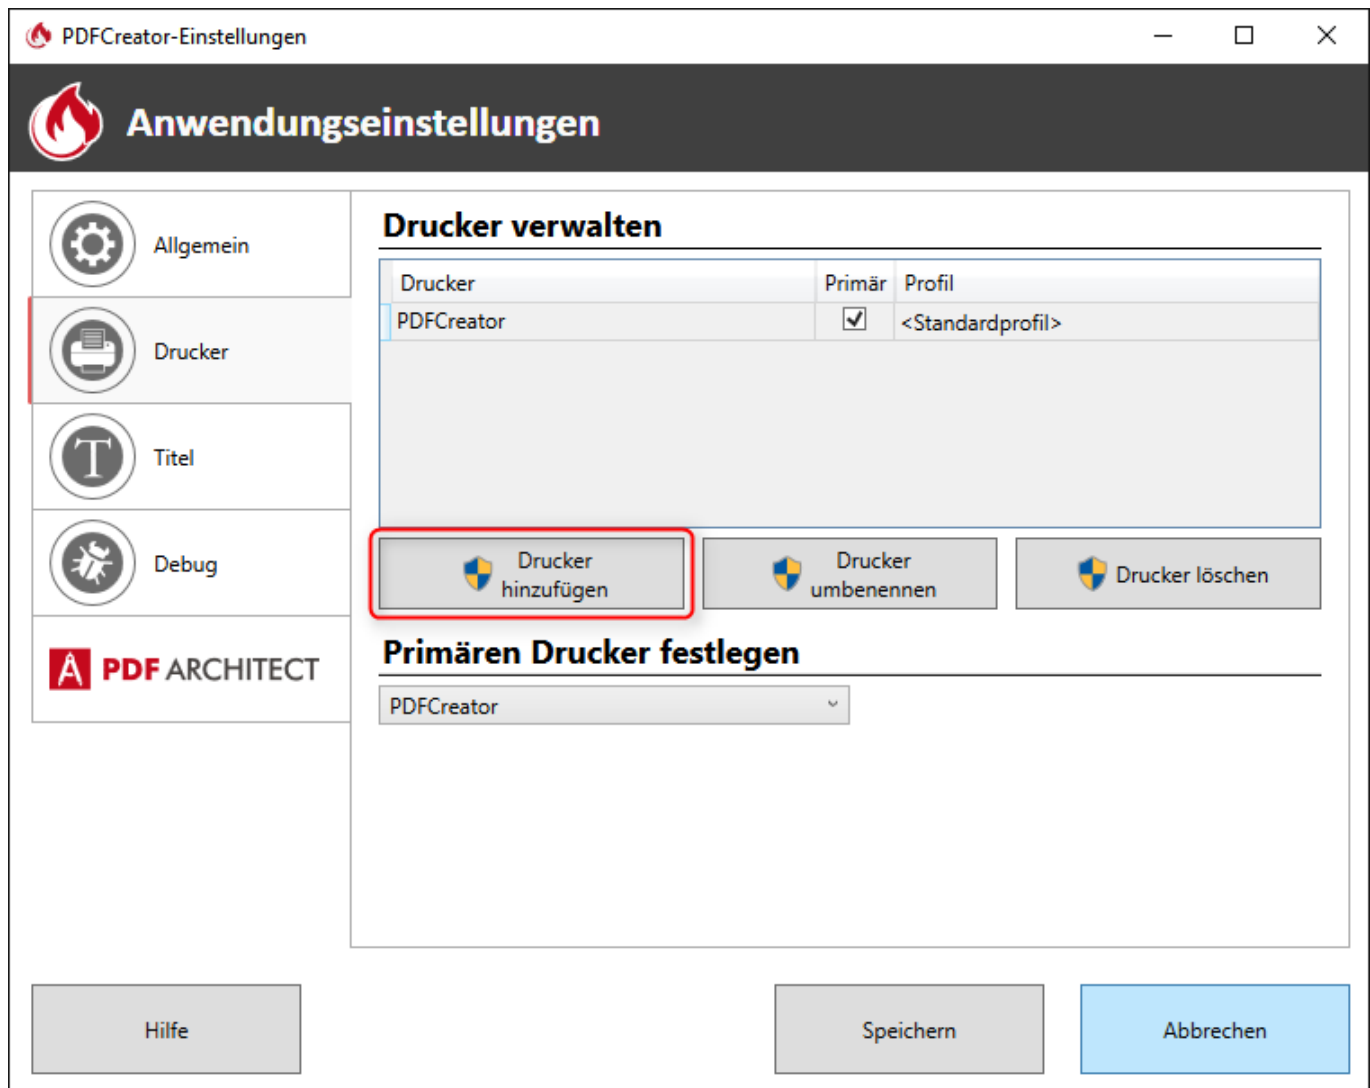 PDFCreator-Einstellungen
Anwendungseinstellungen
Allgemein
Drucker
Titel
Debug
PDF ARCHITECT
Drucker verwalten
Drucker Primär Profil
PDFCreator <Standardprofil>
Drucker
hinzufügen
Drucker
umbenennen
Drucker löschen
Primären Drucker festlegen
PDFCreator
Hilfe
Speichern
Abbrechen